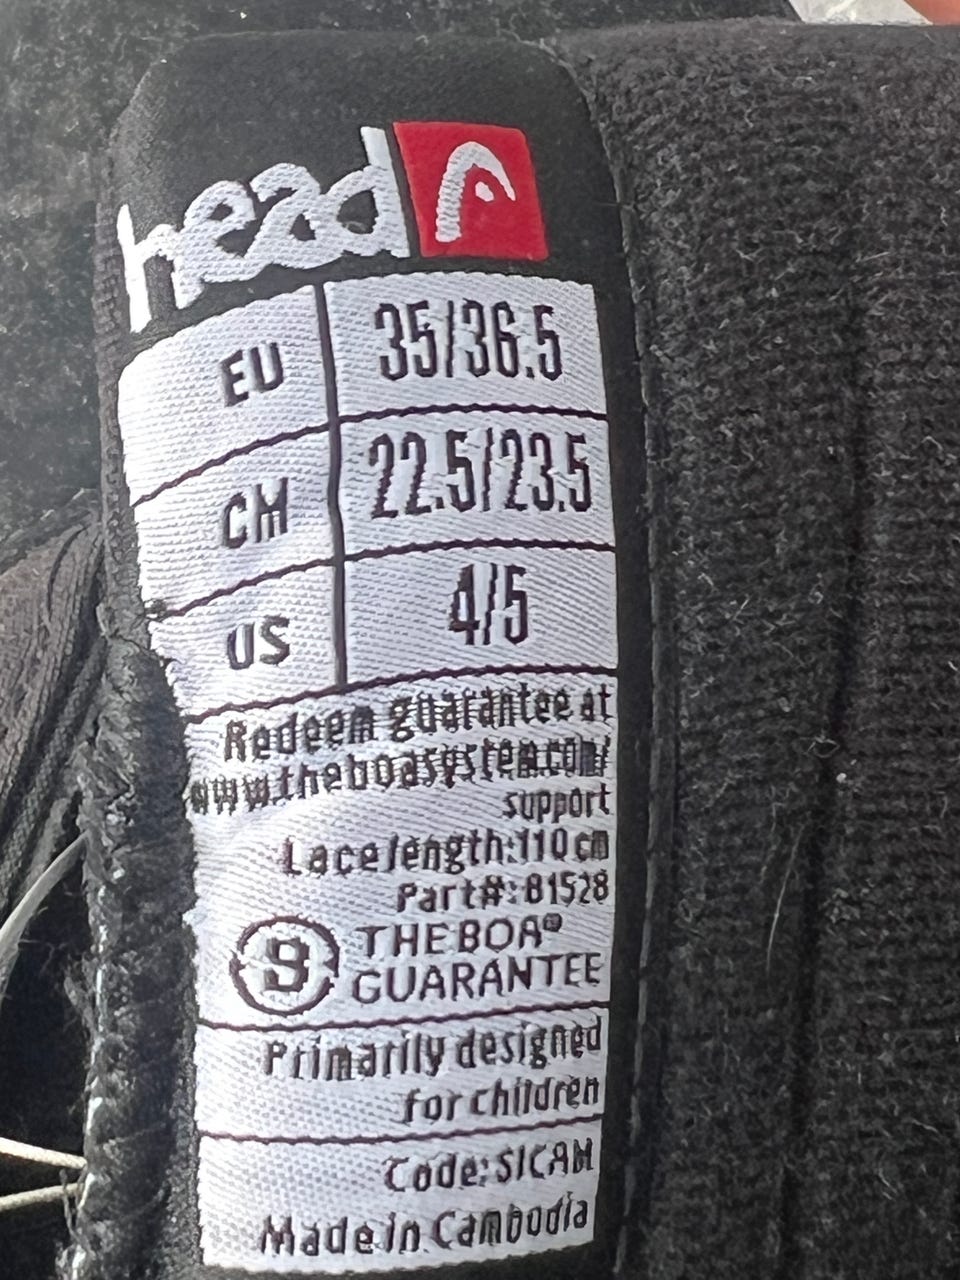 head
EU 35/36.5
CM 22.5/23.5
US 4/5
Redeem guarantee at
www.theboasystem.com/
support
Lace length:110 cm
Part#: 81528
THE BOA®
GUARANTEE
Primarily designed
for children
Code: SICAM
Made in Cambodia